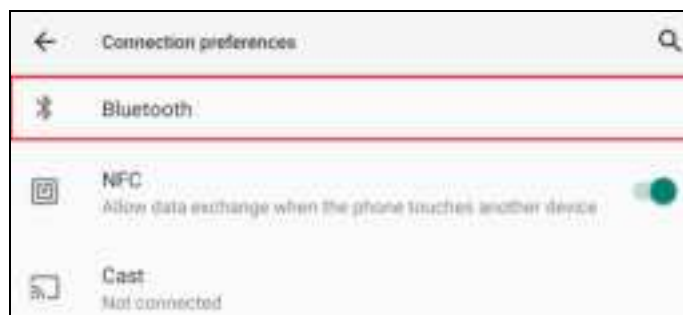 Connection preferences
Bluetooth
NFC
Allow data exchange when the phone touches another device
Cast
Not connected